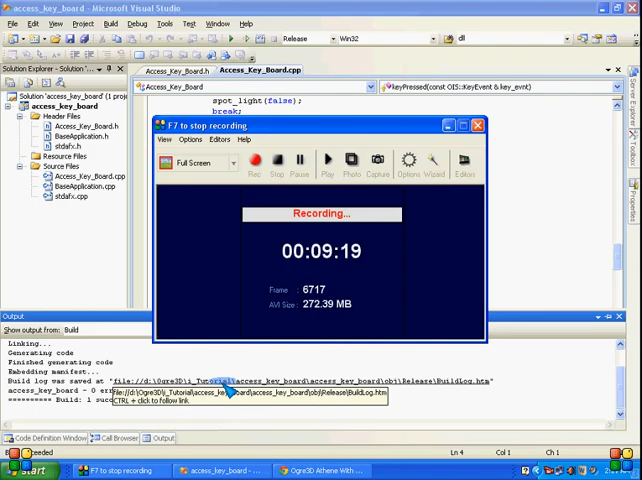 access_key_board - Microsoft Visual Studio
File Edit View Project Build Debug Tools Test Window Help
Release Win32 dll
Solution Explorer - Solution 'access_key...
Access_Key_Board.h Access_Key_Board.cpp
Access_Key_Board keyPressed(const OIS::KeyEvent & key_evnt)
Solution 'access_key_board' (1 projec
access_key_board
Header Files
Access_Key_Board.h
BaseApplication.h
stdafx.h
Resource Files
Source Files
Access_Key_Board.cpp
BaseApplication.cpp
stdafx.cpp
spot_light(false);
break;
Server Explorer
Toolbox
Properties
F7 to stop recording
View Options Editors Help
Full Screen
Rec Stop Pause Play Photo Capture Options Wizard Editors
Recording...
00:09:19
Frame : 6717
AVI Size : 272.39 MB
Output
Show output from: Build
Linking...
Generating code
Finished generating code
Embedding manifest...
Build log was saved at "file://d:\Ogre3D\i_Tutorial\access_key_board\access_key_board\obj\Release\BuildLog.htm"
access_key_board - 0 err
========== Build: 1 succ
file://d:\Ogre3D\i_Tutorial\access_key_board\access_key_board\obj\Release\BuildLog.htm
CTRL + click to follow link
Code Definition Window Call Browser Output
Ln 4 Col 1 Ch 1
start F7 to stop recording access_key_board - ... Ogre3D Athene With ...